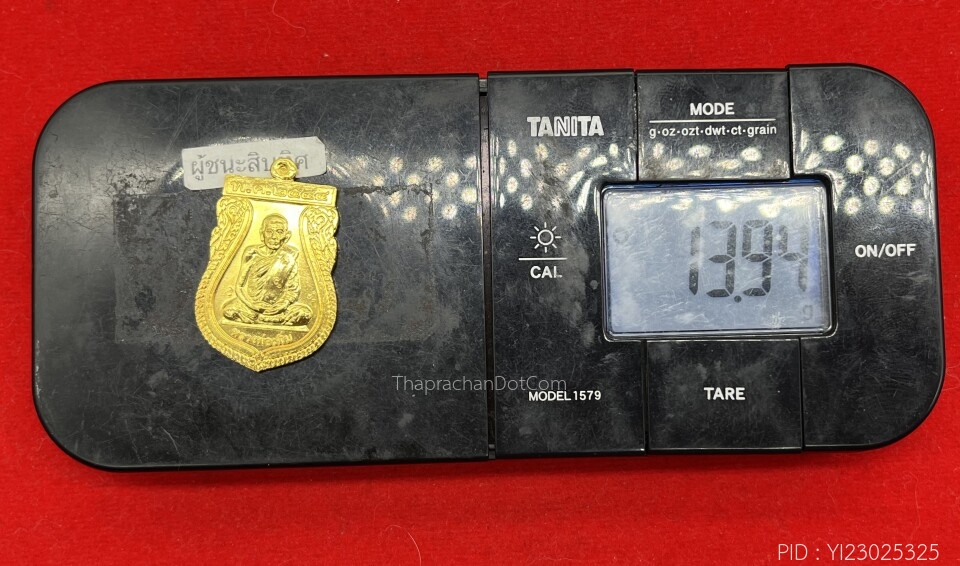 ผู้ชนะสิบทิศ
TANITA
MODE
g·oz·ozt·dwt·ct·grain
13.94
g
CAL
ON/OFF
ThaprachanDotCom
MODEL 1579
TARE
PID : YI23025325